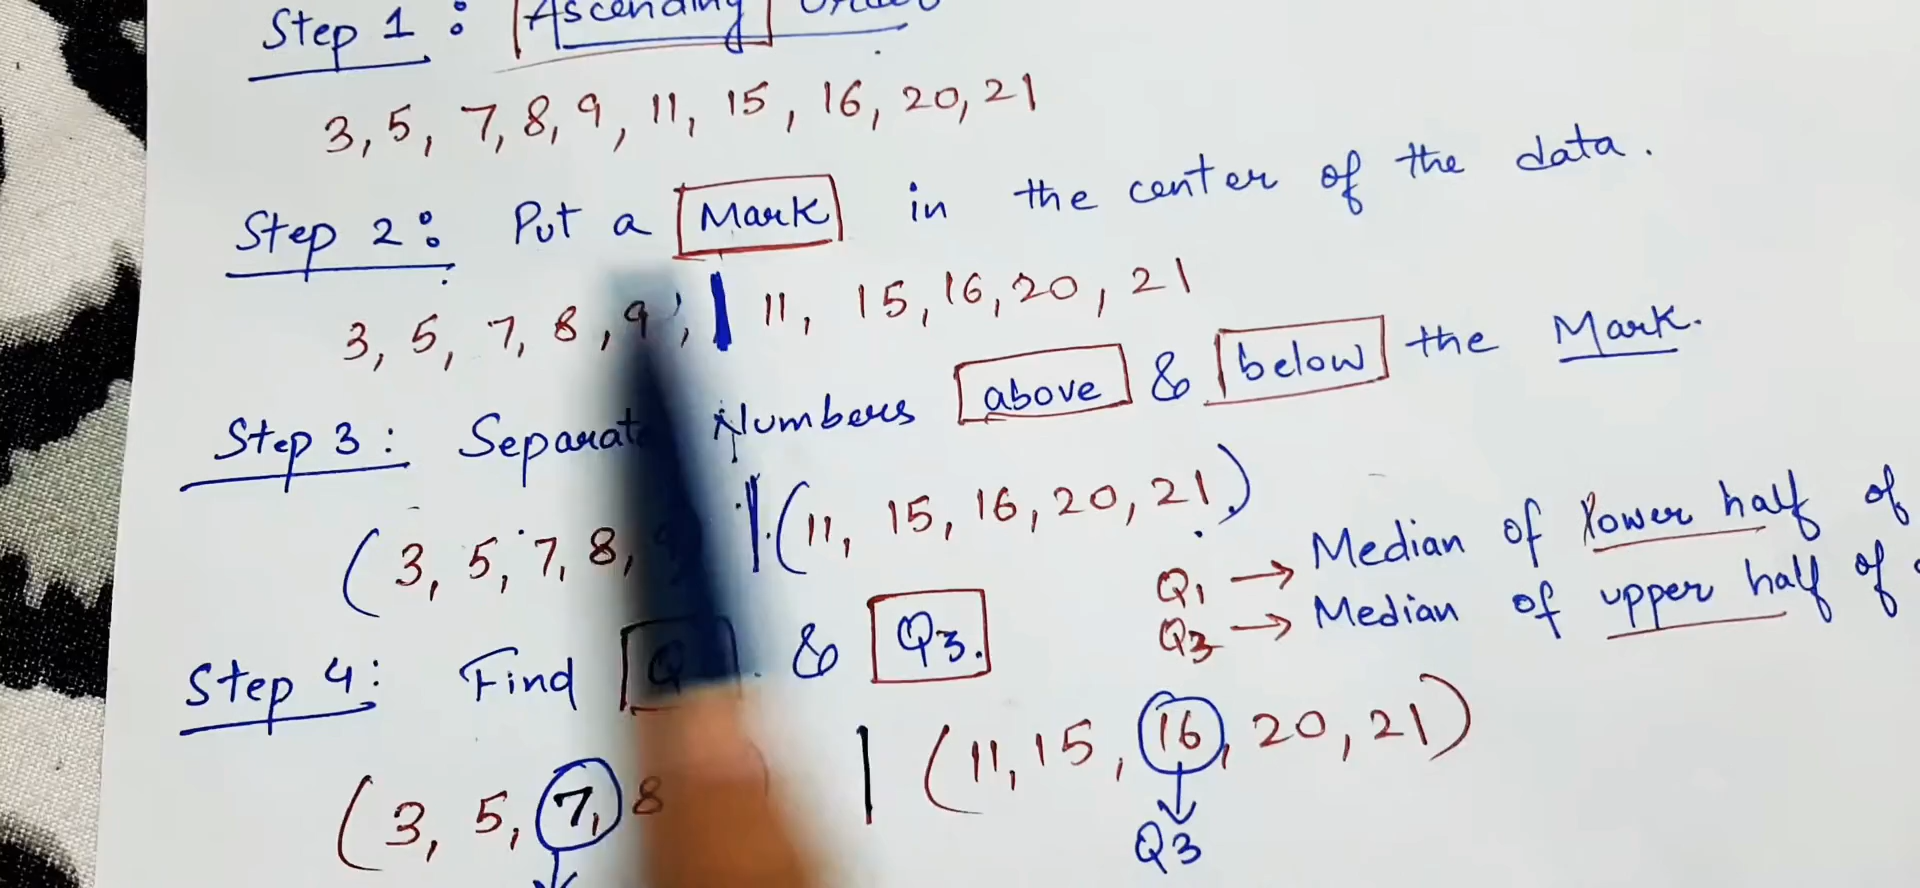 Step 1 : Ascending Order
3, 5, 7, 8, 9, 11, 15, 16, 20, 21
Step 2: Put a Mark in the center of the data.
3, 5, 7, 8, 9, | 11, 15, 16, 20, 21
Step 3 : Separate Numbers above & below the Mark.
(3, 5, 7, 8, | (11, 15, 16, 20, 21)
Q1 → Median of lower half of
Q3 → Median of upper half of
Step 4: Find Q & Q3.
(3, 5, 7, 8 | (11, 15, 16, 20, 21)
Q3